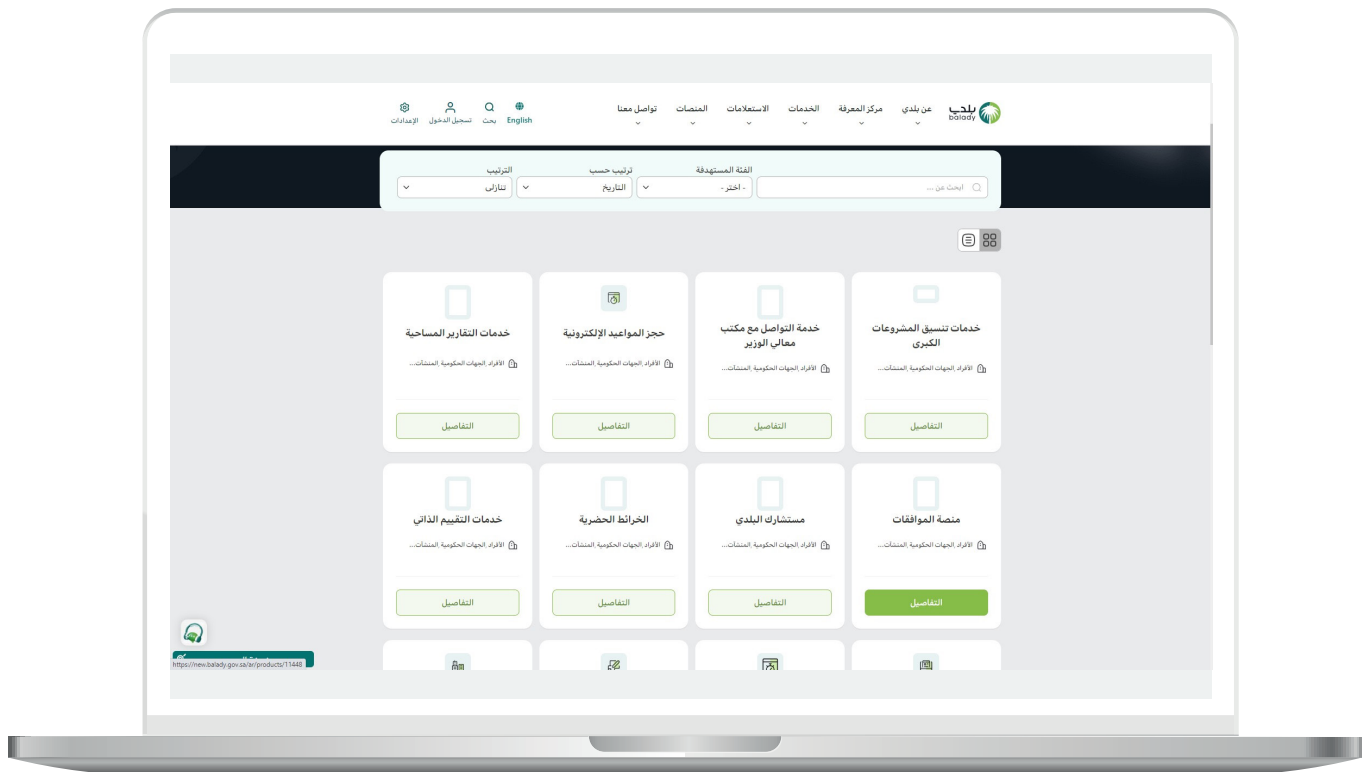 بلدي
balady
عن بلدي
مركز المعرفة
الخدمات
الاستعلامات
المنصات
تواصل معنا
English
بحث
تسجيل الدخول
الإعدادات
الفئة المستهدفة
ترتيب حسب
الترتيب
ابحث عن ...
- اختر -
التاريخ
تنازلى
خدمات تنسيق المشروعات
الكبرى
الأفراد ,الجهات الحكومية ,المنشآت...
التفاصيل
خدمة التواصل مع مكتب
معالي الوزير
الأفراد ,الجهات الحكومية ,المنشآت...
التفاصيل
حجز المواعيد الإلكترونية
الأفراد ,الجهات الحكومية ,المنشآت...
التفاصيل
خدمات التقارير المساحية
الأفراد ,الجهات الحكومية ,المنشآت...
التفاصيل
منصة الموافقات
الأفراد ,الجهات الحكومية ,المنشآت...
التفاصيل
مستشارك البلدي
الأفراد ,الجهات الحكومية ,المنشآت...
التفاصيل
الخرائط الحضرية
الأفراد ,الجهات الحكومية ,المنشآت...
التفاصيل
خدمات التقييم الذاتي
الأفراد ,الجهات الحكومية ,المنشآت...
التفاصيل
https://new.balady.gov.sa/ar/products/11448